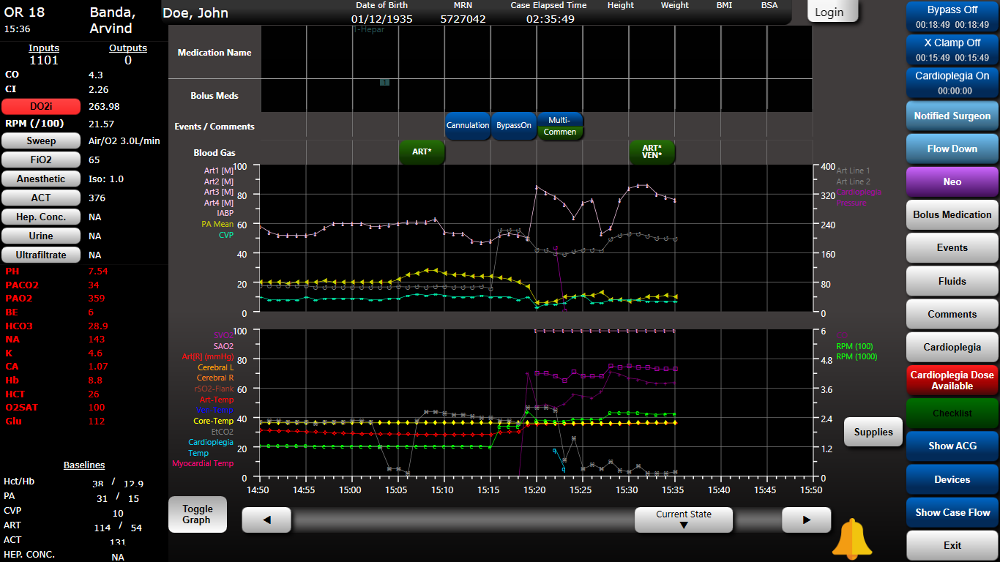 OR 18
15:36
Banda,
Arvind
Doe, John
Date of Birth
01/12/1935
MRN
5727042
Case Elapsed Time
02:35:49
Height
Weight
BMI
BSA
Login
Inputs
1101
Outputs
0
CO 4.3
CI 2.26
DO2i 263.98
RPM (/100) 21.57
Sweep Air/O2 3.0L/min
FiO2 65
Anesthetic Iso: 1.0
ACT 376
Hep. Conc. NA
Urine NA
Ultrafiltrate NA
PH 7.54
PACO2 34
PAO2 359
BE 6
HCO3 28.9
NA 143
K 4.6
CA 1.07
Hb 8.8
HCT 26
O2SAT 100
Glu 112
Baselines
Hct/Hb 38 / 12.9
PA 31 / 15
CVP 10
ART 114 / 54
ACT 131
HEP. CONC. NA
Medication Name
T-Hepar
1
Bolus Meds
Events / Comments
Cannulation
BypassOn
Multi-
Commen
Blood Gas
ART*
ART*
VEN*
Art1 [M]
Art2 [M]
Art3 [M]
Art4 [M]
IABP
PA Mean
CVP
100
80
60
40
20
0
400
320
240
160
80
0
Art Line 1
Art Line 2
Cardioplegia
Pressure
SVO2
SAO2
Art[R] (mmHg)
Cerebral L
Cerebral R
rSO2-Flank
Art-Temp
Ven-Temp
Core-Temp
EtCO2
Cardioplegia
Temp
Myocardial Temp
100
80
60
40
20
0
6
4.8
3.6
2.4
1.2
0
RPM (100)
RPM (1000)
14:50 14:55 15:00 15:05 15:10 15:15 15:20 15:25 15:30 15:35 15:40 15:45 15:50
Toggle
Graph
◄
Current State
▼
►
Supplies
Bypass Off
00:18:49 00:18:49
X Clamp Off
00:15:49 00:15:49
Cardioplegia On
00:00:00
Notified Surgeon
Flow Down
Neo
Bolus Medication
Events
Fluids
Comments
Cardioplegia
Cardioplegia Dose
Available
Checklist
Show ACG
Devices
Show Case Flow
Exit